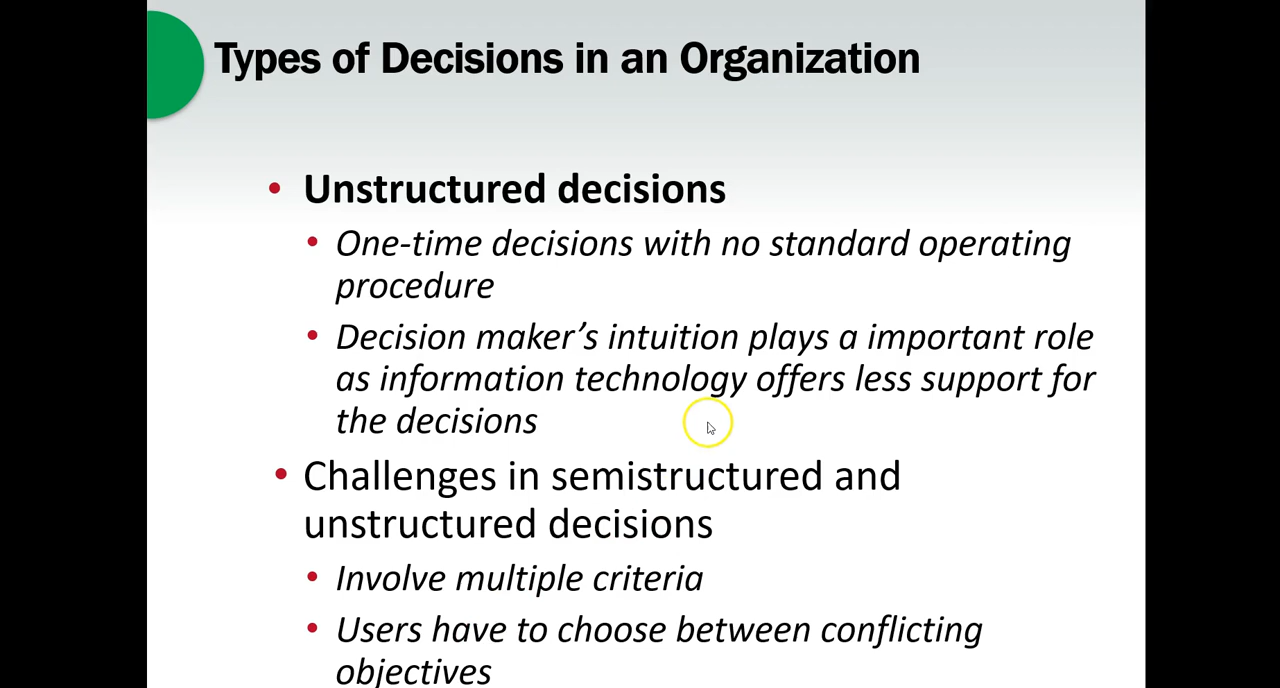 Types of Decisions in an Organization
• Unstructured decisions
• One-time decisions with no standard operating
procedure
• Decision maker’s intuition plays a important role
as information technology offers less support for
the decisions
• Challenges in semistructured and
unstructured decisions
• Involve multiple criteria
• Users have to choose between conflicting
objectives